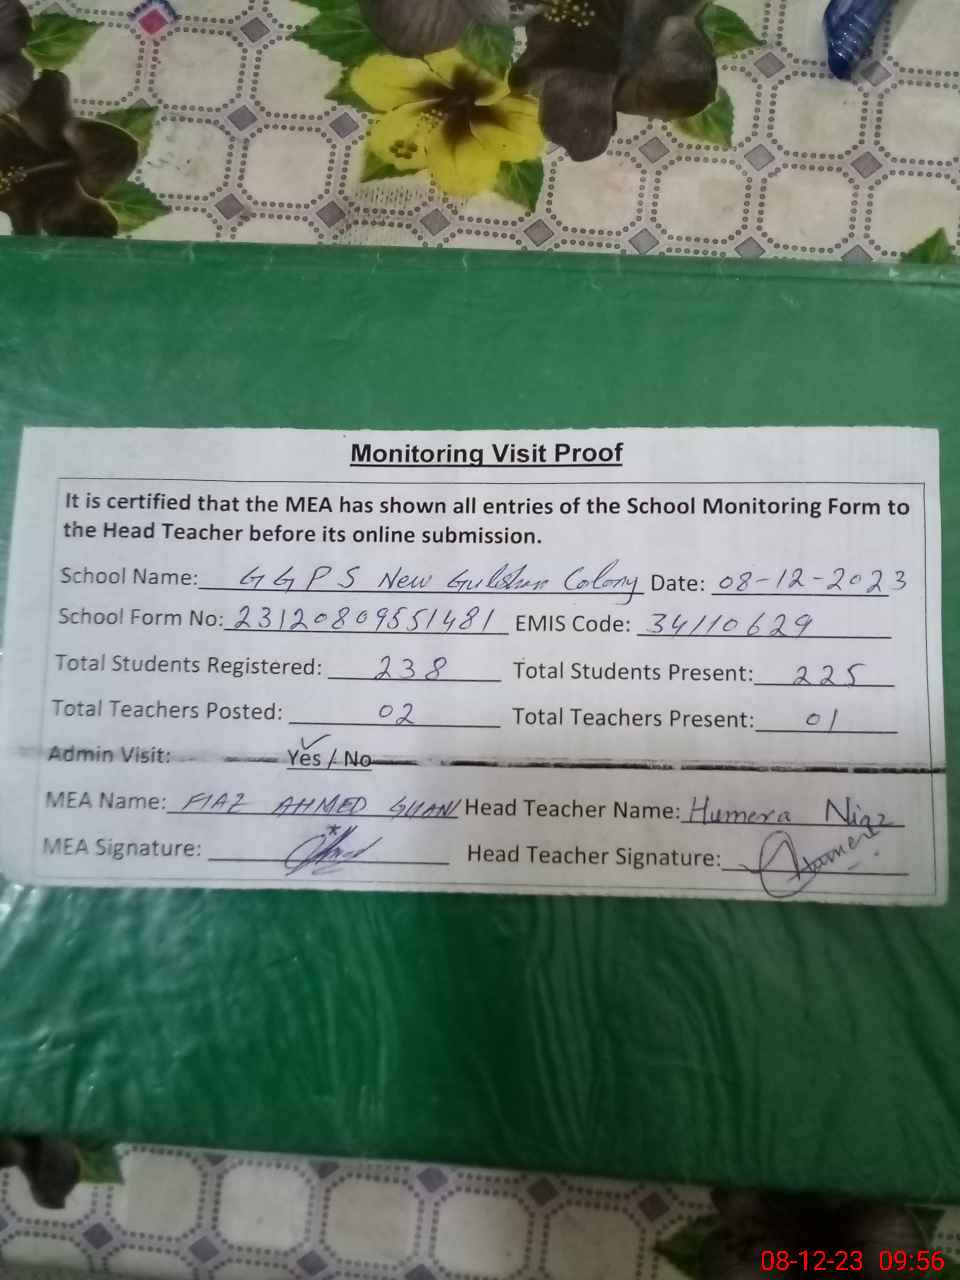 Monitoring Visit Proof
It is certified that the MEA has shown all entries of the School Monitoring Form to
the Head Teacher before its online submission.
School Name: GGPS New Gulshan Colony Date: 08-12-2023
School Form No: 23120809551481 EMIS Code: 34110629
Total Students Registered: 238 Total Students Present: 225
Total Teachers Posted: 02 Total Teachers Present: 01
Admin Visit: Yes / No
MEA Name: FIAZ AHMED Head Teacher Name: Humera Niaz
MEA Signature: Head Teacher Signature: Humera
08-12-23 09:56